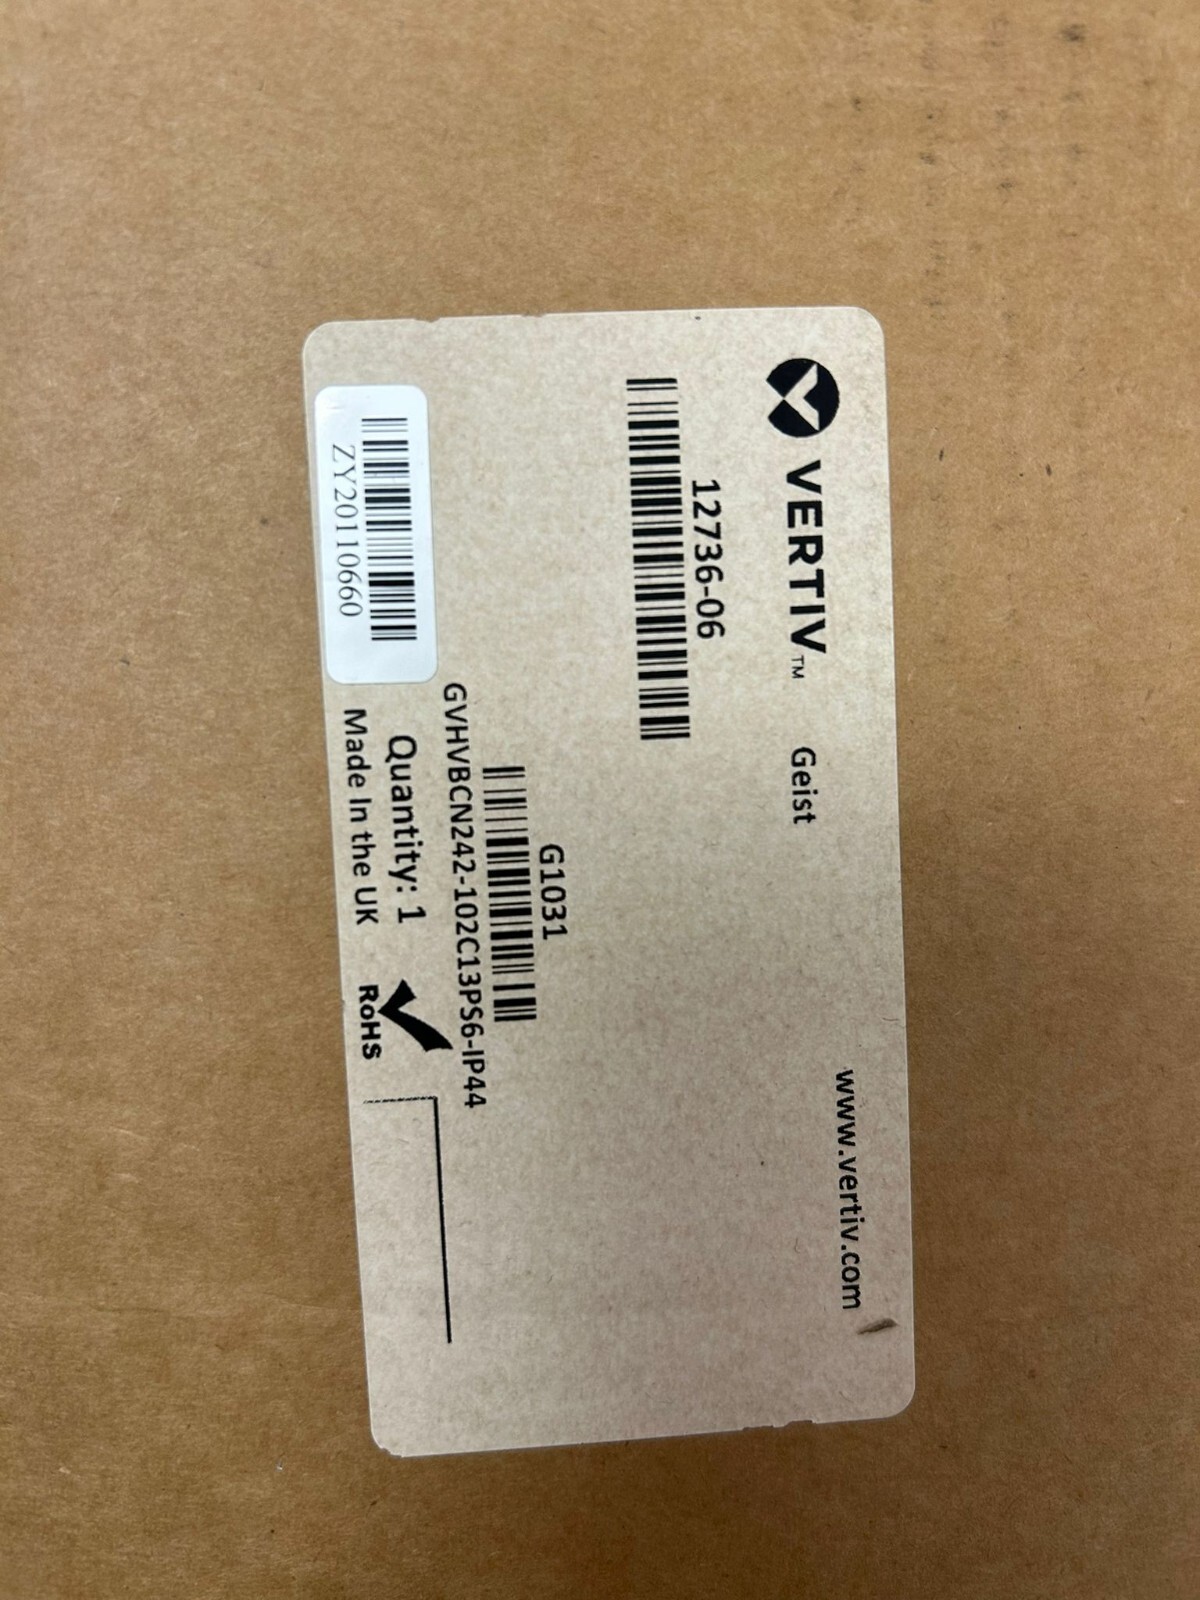 VERTIV™ Geist
www.vertiv.com
12736-06
G1031
GVHVBCN242-102C13PS6-IP44
Quantity: 1
Made In the UK
RoHS
ZY20110660